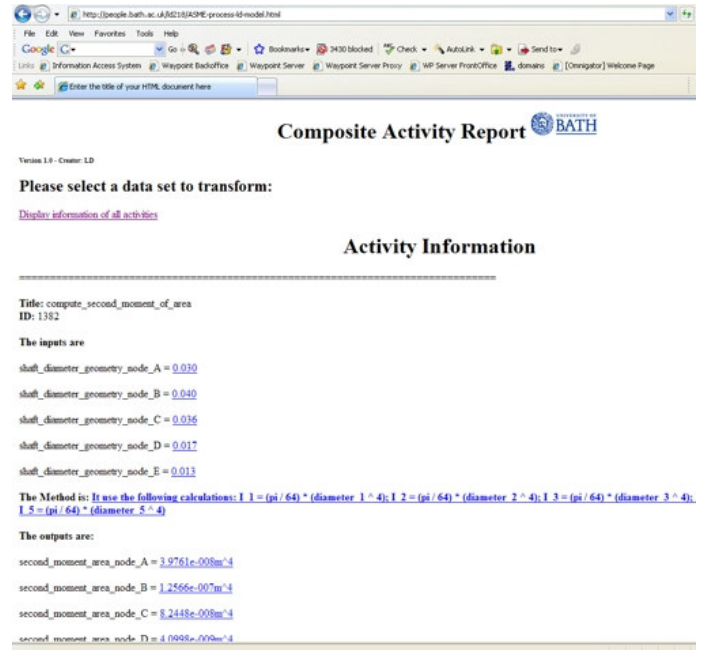 http://people.bath.ac.uk/ld218/ASME-process-ld-model.html
File Edit View Favorites Tools Help
Google G Go Bookmarks 3430 blocked Check AutoLink Send to
Links Information Access System Waypoint Backoffice Waypoint Server Waypoint Server Proxy WP Server FrontOffice domains [Omnigator] Welcome Page
Enter the title of your HTML document here
Composite Activity Report UNIVERSITY OF BATH
Version 1.0 - Creator: LD
Please select a data set to transform:
Display information of all activities
Activity Information
Title: compute_second_moment_of_area
ID: 1382
The inputs are
shaft_diameter_geometry_node_A = 0.030
shaft_diameter_geometry_node_B = 0.040
shaft_diameter_geometry_node_C = 0.036
shaft_diameter_geometry_node_D = 0.017
shaft_diameter_geometry_node_E = 0.013
The Method is: It use the following calculations: I_1 = (pi / 64) * (diameter_1 ^ 4); I_2 = (pi / 64) * (diameter_2 ^ 4); I_3 = (pi / 64) * (diameter_3 ^ 4);
I_5 = (pi / 64) * (diameter_5 ^ 4)
The outputs are:
second_moment_area_node_A = 3.9761e-008m^4
second_moment_area_node_B = 1.2566e-007m^4
second_moment_area_node_C = 8.2448e-008m^4
second_moment_area_node_D = 4.0998e-009m^4